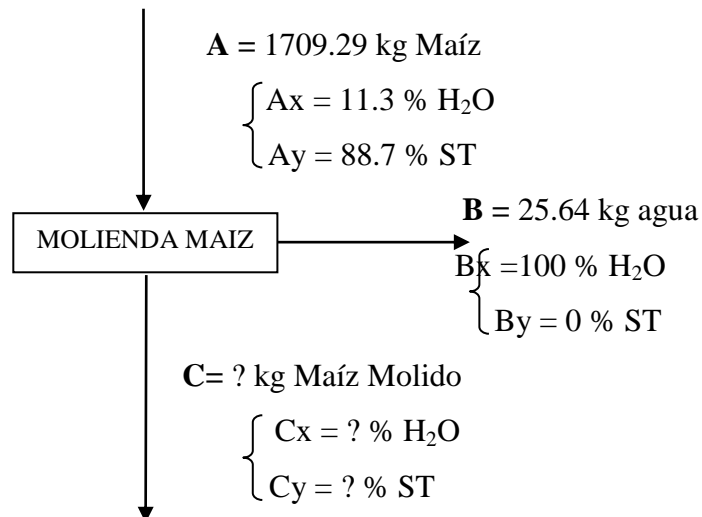 A = 1709.29 kg Maíz
Ax = 11.3 % H₂O
Ay = 88.7 % ST
MOLIENDA MAIZ
B = 25.64 kg agua
Bx =100 % H₂O
By = 0 % ST
C= ? kg Maíz Molido
Cx = ? % H₂O
Cy = ? % ST